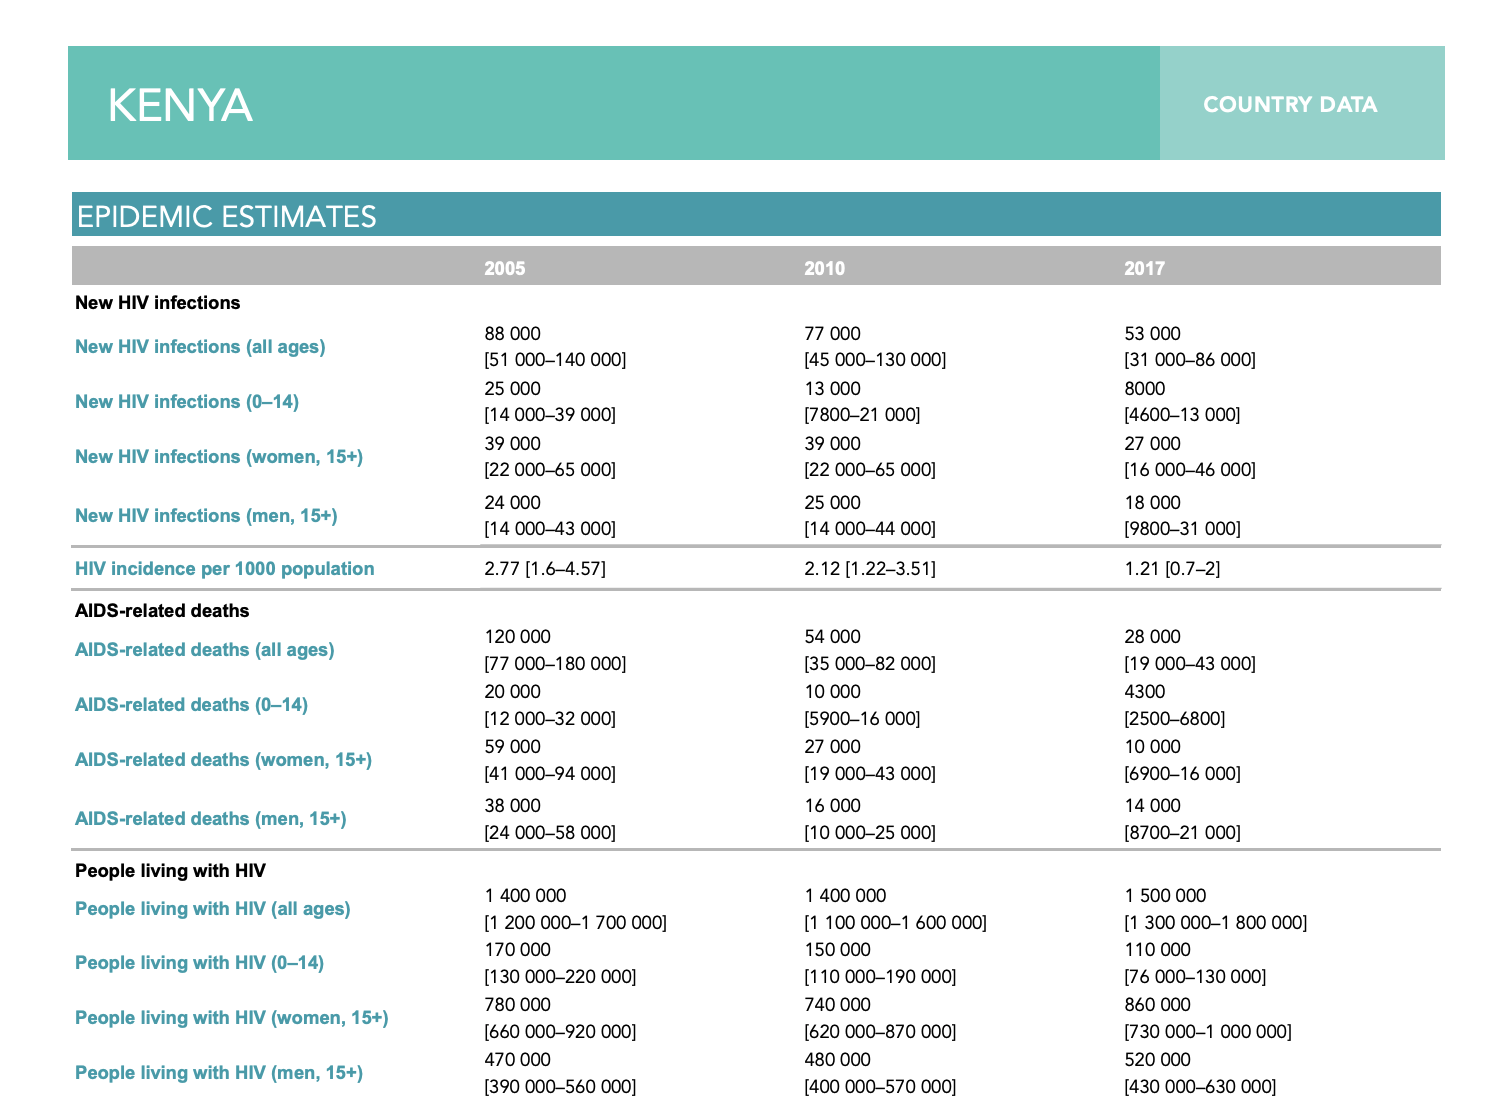 KENYA
COUNTRY DATA
EPIDEMIC ESTIMATES
2005 2010 2017
New HIV infections
New HIV infections (all ages) 88 000 77 000 53 000
[51 000–140 000] [45 000–130 000] [31 000–86 000]
New HIV infections (0–14) 25 000 13 000 8000
[14 000–39 000] [7800–21 000] [4600–13 000]
New HIV infections (women, 15+) 39 000 39 000 27 000
[22 000–65 000] [22 000–65 000] [16 000–46 000]
New HIV infections (men, 15+) 24 000 25 000 18 000
[14 000–43 000] [14 000–44 000] [9800–31 000]
HIV incidence per 1000 population 2.77 [1.6–4.57] 2.12 [1.22–3.51] 1.21 [0.7–2]
AIDS-related deaths
AIDS-related deaths (all ages) 120 000 54 000 28 000
[77 000–180 000] [35 000–82 000] [19 000–43 000]
AIDS-related deaths (0–14) 20 000 10 000 4300
[12 000–32 000] [5900–16 000] [2500–6800]
AIDS-related deaths (women, 15+) 59 000 27 000 10 000
[41 000–94 000] [19 000–43 000] [6900–16 000]
AIDS-related deaths (men, 15+) 38 000 16 000 14 000
[24 000–58 000] [10 000–25 000] [8700–21 000]
People living with HIV
People living with HIV (all ages) 1 400 000 1 400 000 1 500 000
[1 200 000–1 700 000] [1 100 000–1 600 000] [1 300 000–1 800 000]
People living with HIV (0–14) 170 000 150 000 110 000
[130 000–220 000] [110 000–190 000] [76 000–130 000]
People living with HIV (women, 15+) 780 000 740 000 860 000
[660 000–920 000] [620 000–870 000] [730 000–1 000 000]
People living with HIV (men, 15+) 470 000 480 000 520 000
[390 000–560 000] [400 000–570 000] [430 000–630 000]